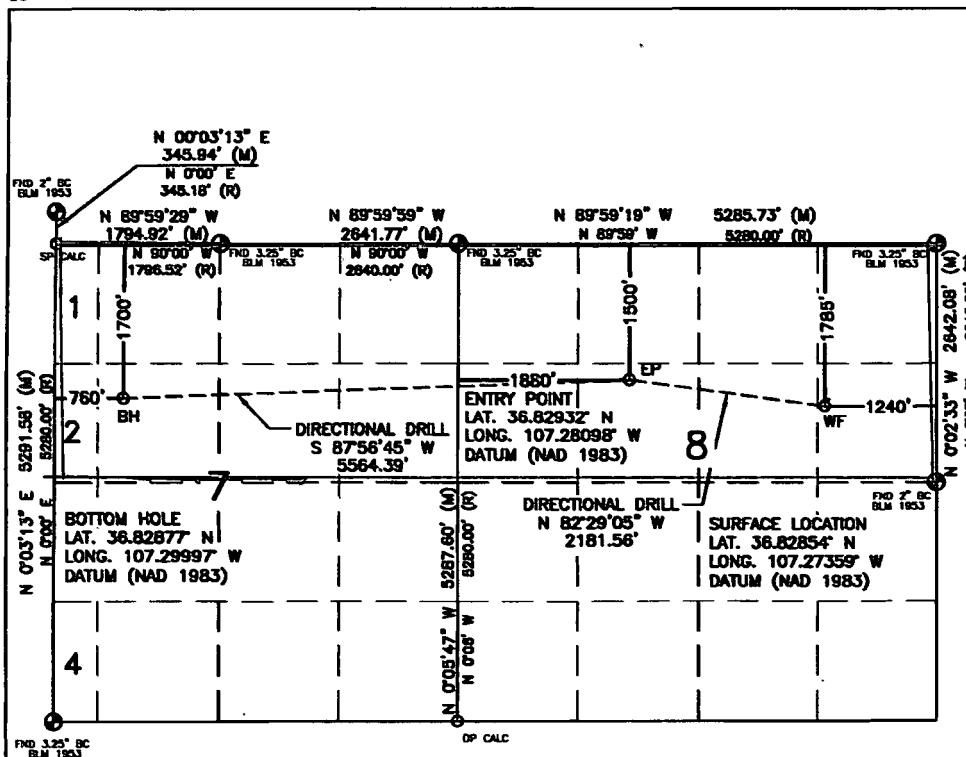 N 00°03'13" E
345.94' (M)
N 0°00' E
345.18' (R)
FND 2" BC
BLM 1953
N 89°59'29" W
1794.92' (M)
N 90°00' W
1796.52' (R)
N 89°59'59" W
2641.77' (M)
N 90°00' W
2640.00' (R)
N 89°59'19" W
N 89°59' W
5285.73' (M)
5280.00' (R)
SP CALC
FND 3.25" BC
BLM 1953
FND 3.25" BC
BLM 1953
FND 3.25" BC
BLM 1953
1
1700'
1500'
1785'
N 0°02'33" W
2642.08' (M)
EP
760'
BH
1880'
WF
1240'
2
DIRECTIONAL DRILL
S 87°56'45" W
5564.39'
ENTRY POINT
LAT. 36.82932° N
LONG. 107.28098° W
DATUM (NAD 1983)
8
7
N 0°03'13" E 5291.58' (M)
N 0°00' E 5280.00' (R)
BOTTOM HOLE
LAT. 36.82877° N
LONG. 107.29997° W
DATUM (NAD 1983)
N 0°05'47" W 5287.60' (M)
N 0°06' W 5280.00' (R)
DIRECTIONAL DRILL
N 82°29'05" W
2181.56'
SURFACE LOCATION
LAT. 36.82854° N
LONG. 107.27359° W
DATUM (NAD 1983)
FND 2" BC
BLM 1953
4
FND 3.25" BC
BLM 1953
DP CALC